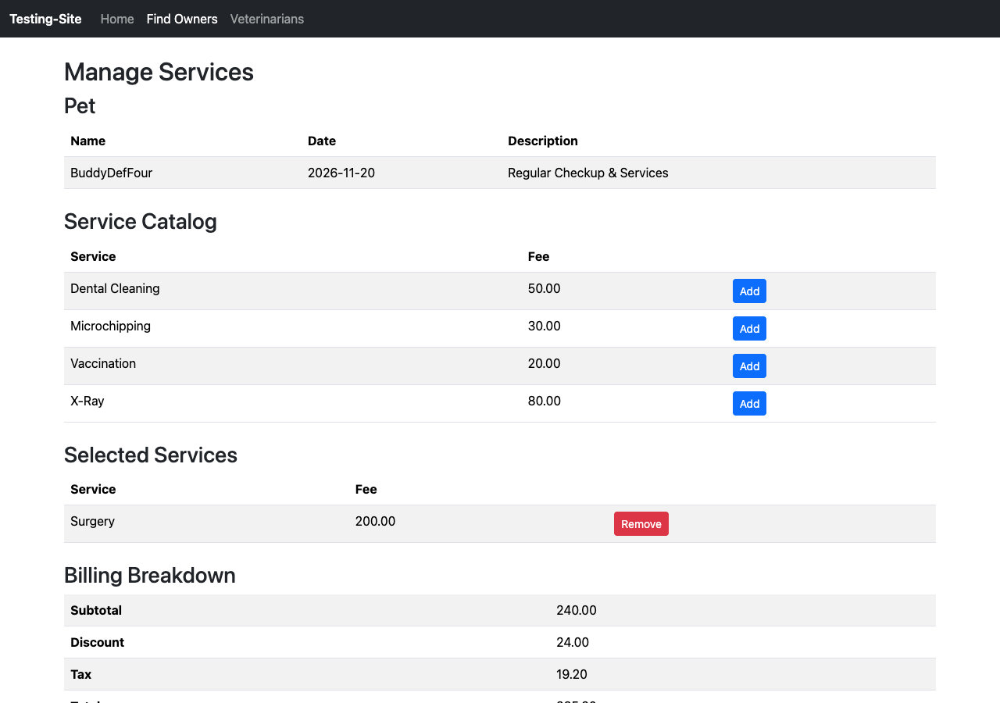 Testing-Site Home Find Owners Veterinarians
Manage Services
Pet
Name Date Description
BuddyDefFour 2026-11-20 Regular Checkup & Services
Service Catalog
Service Fee
Dental Cleaning 50.00 Add
Microchipping 30.00 Add
Vaccination 20.00 Add
X-Ray 80.00 Add
Selected Services
Service Fee
Surgery 200.00 Remove
Billing Breakdown
Subtotal 240.00
Discount 24.00
Tax 19.20